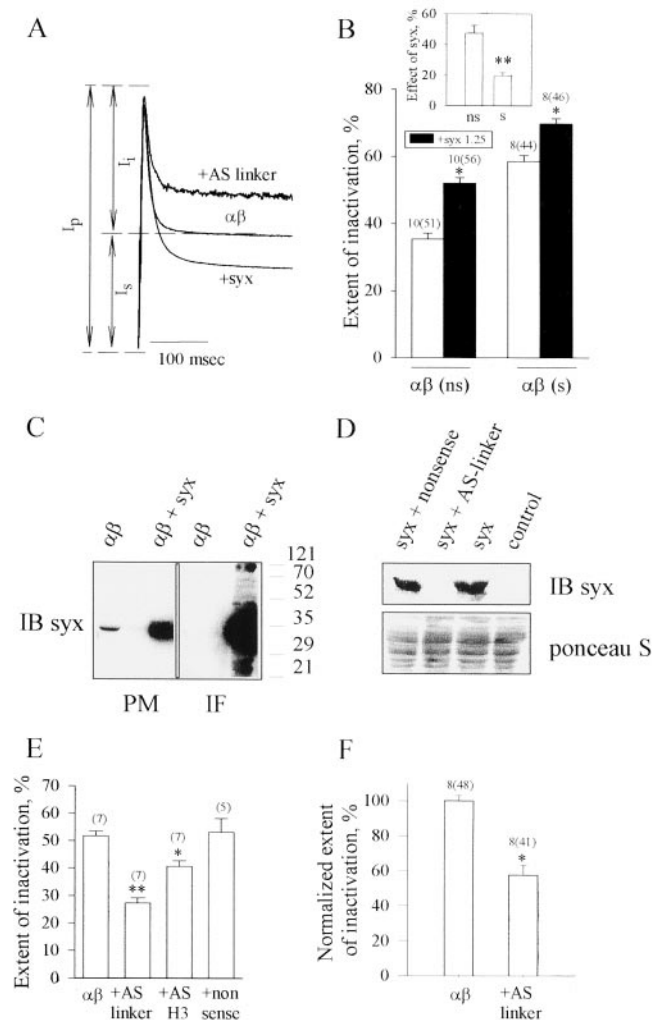 A
I_p
I_i
I_s
+AS linker
αβ
+syx
100 msec
B
Effect of syx, %
60
40
20
0
ns
s
**
+syx 1.25
Extent of inactivation, %
80
60
40
20
0
10(51)
10(56)
*
8(44)
8(46)
*
αβ (ns)
αβ (s)
C
αβ
αβ + syx
αβ
αβ + syx
IB syx
121
70
52
35
29
21
PM
IF
D
syx + nonsense
syx + AS-linker
syx
control
IB syx
ponceau S
E
Extent of inactivation, %
70
60
50
40
30
20
10
0
(7)
(7)
**
(7)
*
(5)
αβ
+AS linker
+AS H3
+non sense
F
Normalized extent
of inactivation, %
100
80
60
40
20
0
8(48)
8(41)
*
αβ
+AS linker